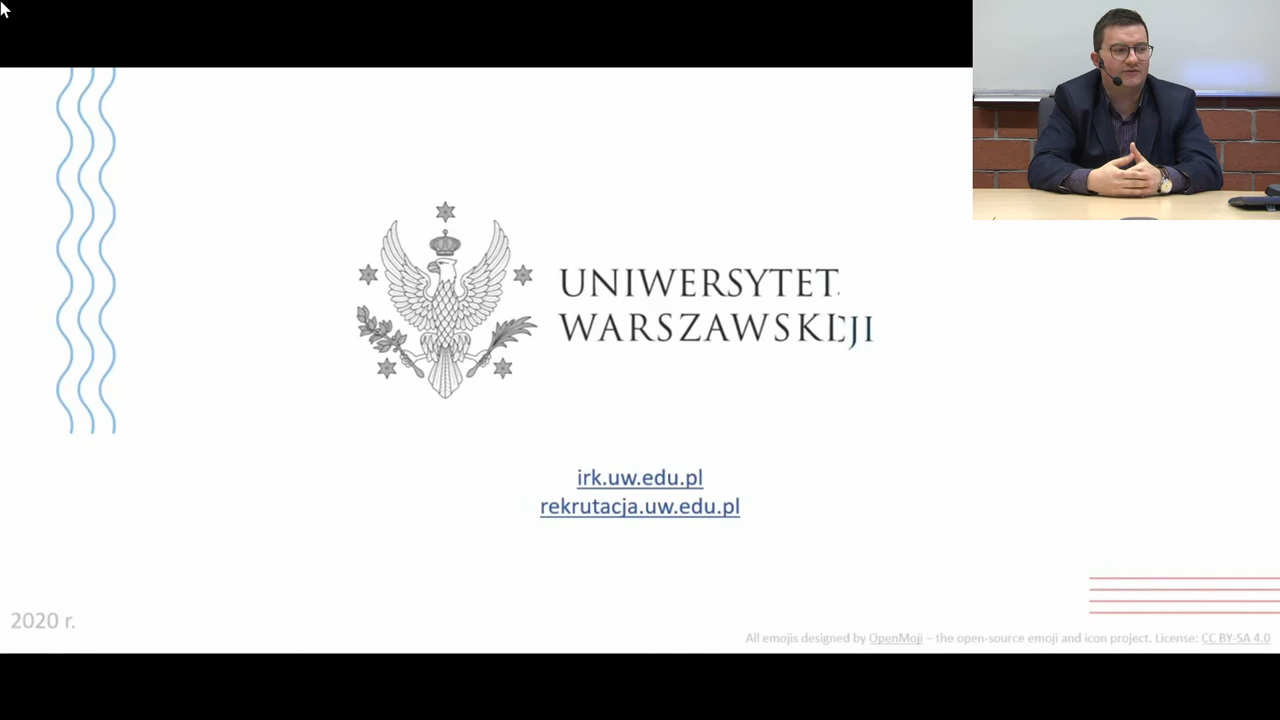 UNIWERSYTET
WARSZAWSKI
irk.uw.edu.pl
rekrutacja.uw.edu.pl
2020 r.
All emojis designed by OpenMoji – the open-source emoji and icon project. License: CC BY-SA 4.0